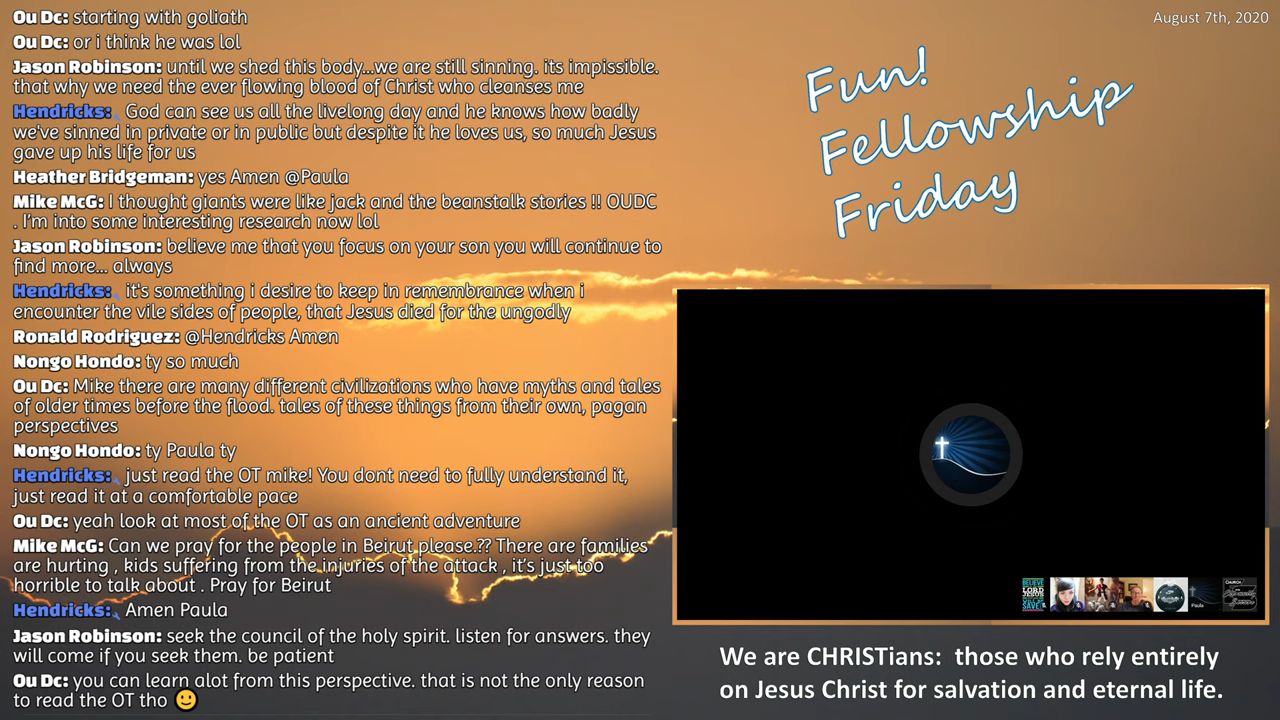 Ou Dc: starting with goliath
Ou Dc: or i think he was lol
Jason Robinson: until we shed this body...we are still sinning. its impissible.
that why we need the ever flowing blood of Christ who cleanses me
Hendricks: God can see us all the livelong day and he knows how badly
we've sinned in private or in public but despite it he loves us, so much Jesus
gave up his life for us
Heather Bridgeman: yes Amen @Paula
Mike McG: I thought giants were like jack and the beanstalk stories !! OUDC
. I'm into some interesting research now lol
Jason Robinson: believe me that you focus on your son you will continue to
find more... always
Hendricks: it's something i desire to keep in remembrance when i
encounter the vile sides of people, that Jesus died for the ungodly
Ronald Rodriguez: @Hendricks Amen
Nongo Hondo: ty so much
Ou Dc: Mike there are many different civilizations who have myths and tales
of older times before the flood. tales of these things from their own, pagan
perspectives
Nongo Hondo: ty Paula ty
Hendricks: just read the OT mike! You dont need to fully understand it,
just read it at a comfortable pace
Ou Dc: yeah look at most of the OT as an ancient adventure
Mike McG: Can we pray for the people in Beirut please.?? There are families
are hurting , kids suffering from the injuries of the attack , it's just too
horrible to talk about . Pray for Beirut
Hendricks: Amen Paula
Jason Robinson: seek the council of the holy spirit. listen for answers. they
will come if you seek them. be patient
Ou Dc: you can learn alot from this perspective. that is not the only reason
to read the OT tho 🙂
August 7th, 2020
Fun!
Fellowship
Friday
BELIEVE
LORD
JESUS
SAVE
Paula
CHURCH
We are CHRISTians: those who rely entirely
on Jesus Christ for salvation and eternal life.